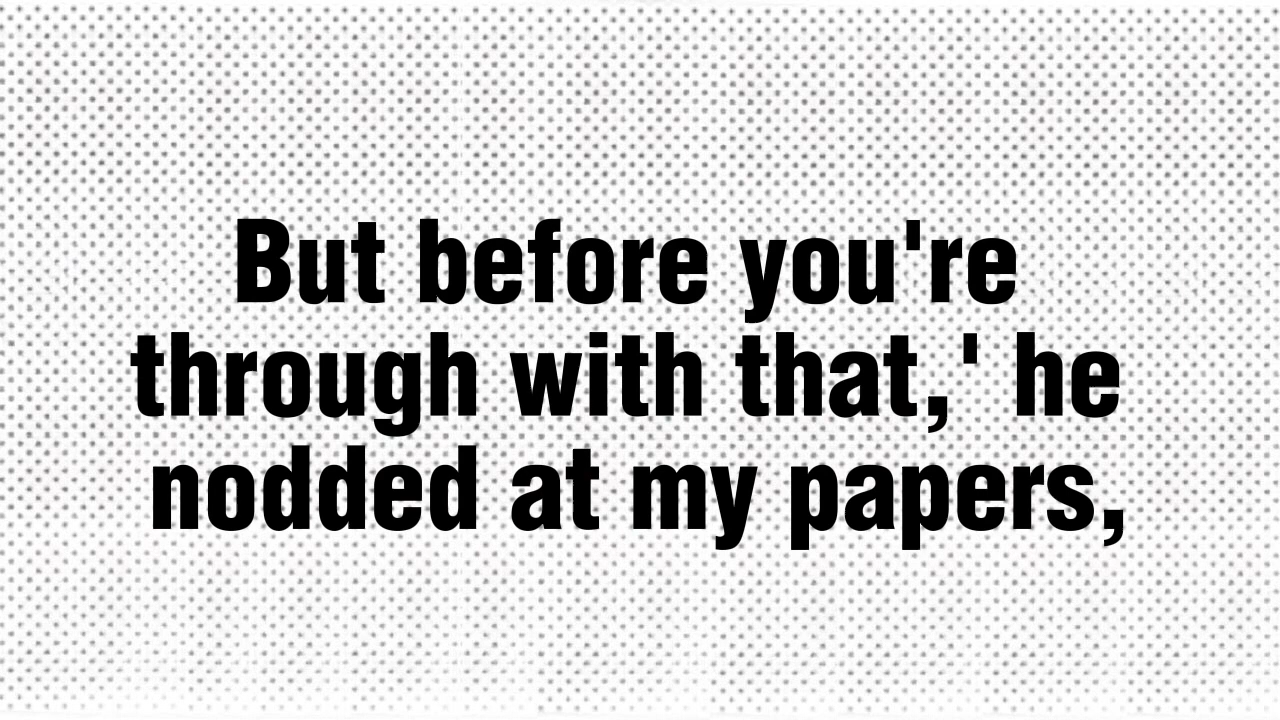 But before you're
through with that,' he
nodded at my papers,